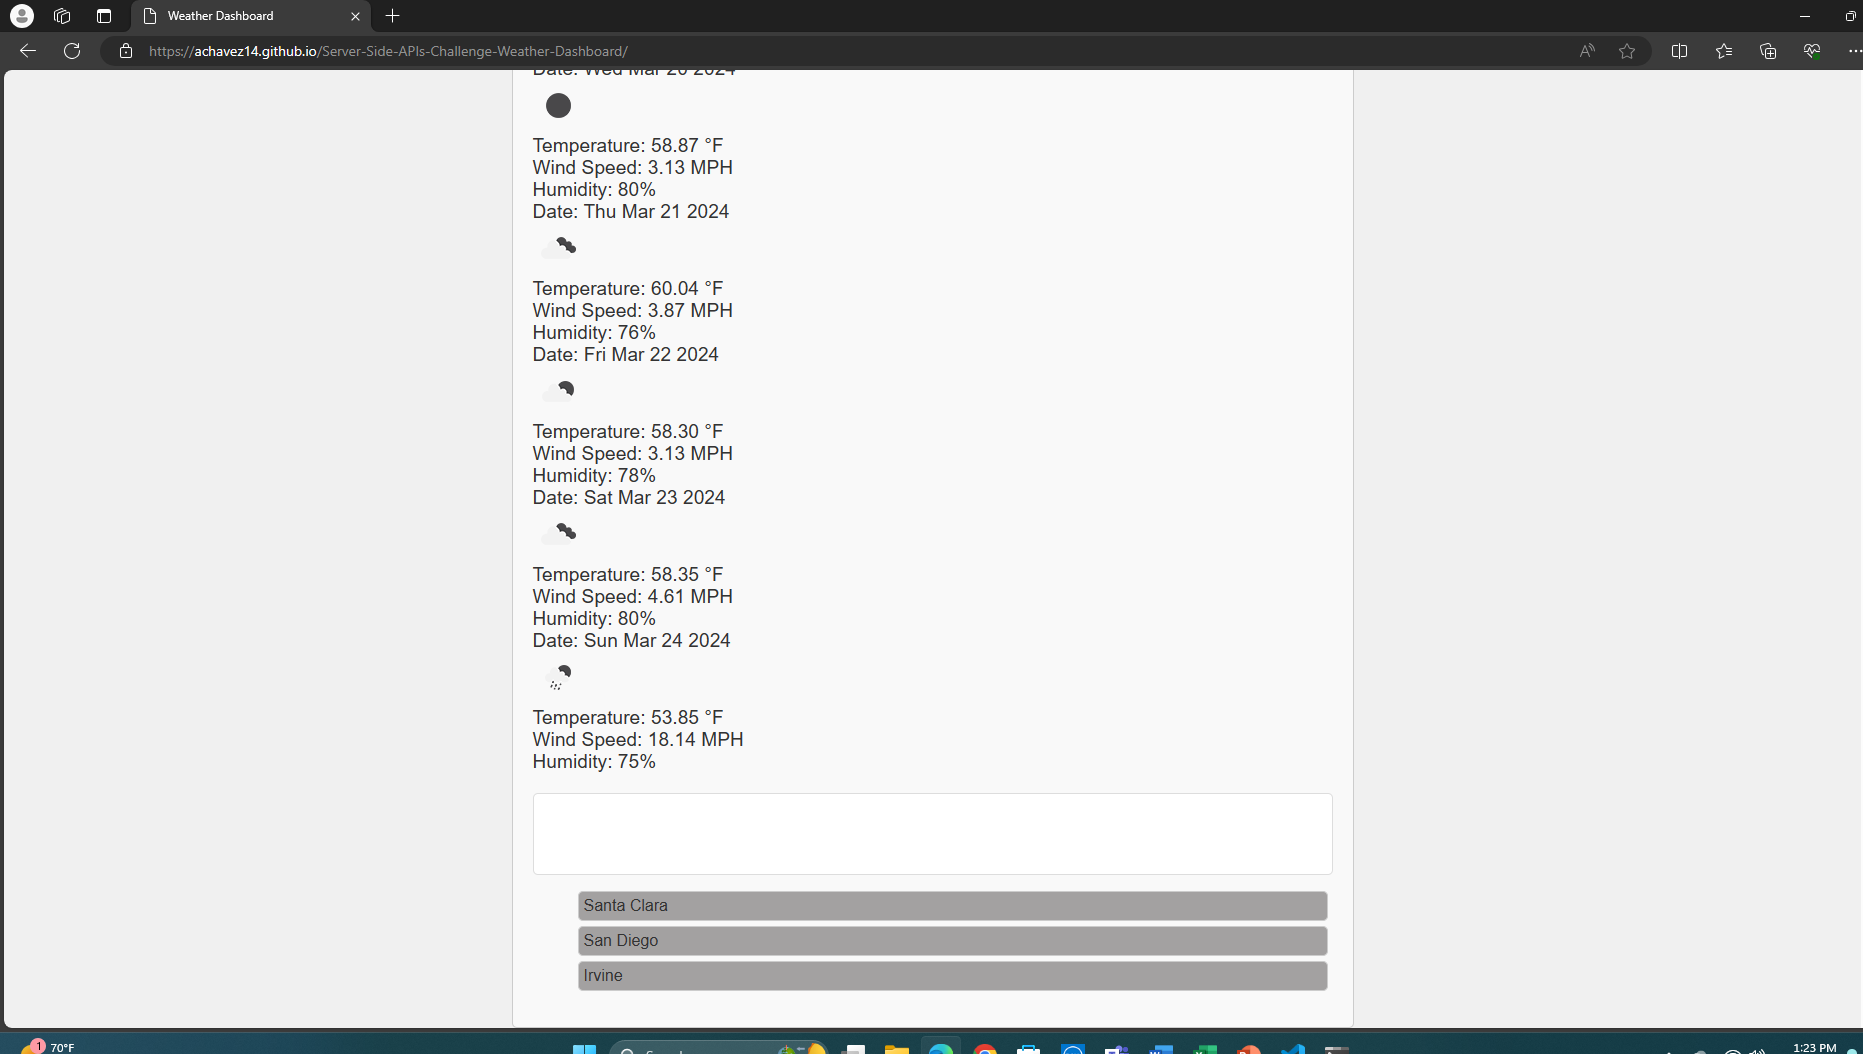 Weather Dashboard
https://achavez14.github.io/Server-Side-APIs-Challenge-Weather-Dashboard/
Date: Wed Mar 20 2024
Temperature: 58.87 °F
Wind Speed: 3.13 MPH
Humidity: 80%
Date: Thu Mar 21 2024
Temperature: 60.04 °F
Wind Speed: 3.87 MPH
Humidity: 76%
Date: Fri Mar 22 2024
Temperature: 58.30 °F
Wind Speed: 3.13 MPH
Humidity: 78%
Date: Sat Mar 23 2024
Temperature: 58.35 °F
Wind Speed: 4.61 MPH
Humidity: 80%
Date: Sun Mar 24 2024
Temperature: 53.85 °F
Wind Speed: 18.14 MPH
Humidity: 75%
Santa Clara
San Diego
Irvine
1
70°F
1:23 PM